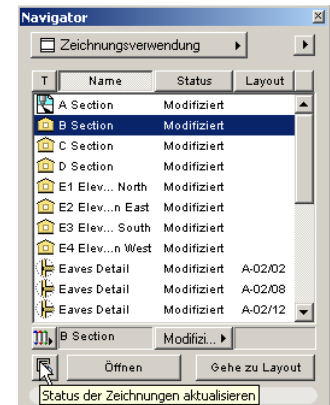 Navigator
Zeichnungsverwendung
T Name Status Layout
A Section Modifiziert
B Section Modifiziert
C Section Modifiziert
D Section Modifiziert
E1 Elev... North Modifiziert
E2 Elev...n East Modifiziert
E3 Elev... South Modifiziert
E4 Elev...n West Modifiziert
Eaves Detail Modifiziert A-02/02
Eaves Detail Modifiziert A-02/08
Eaves Detail Modifiziert A-02/12
B Section Modifizi...
Öffnen Gehe zu Layout
Status der Zeichnungen aktualisieren